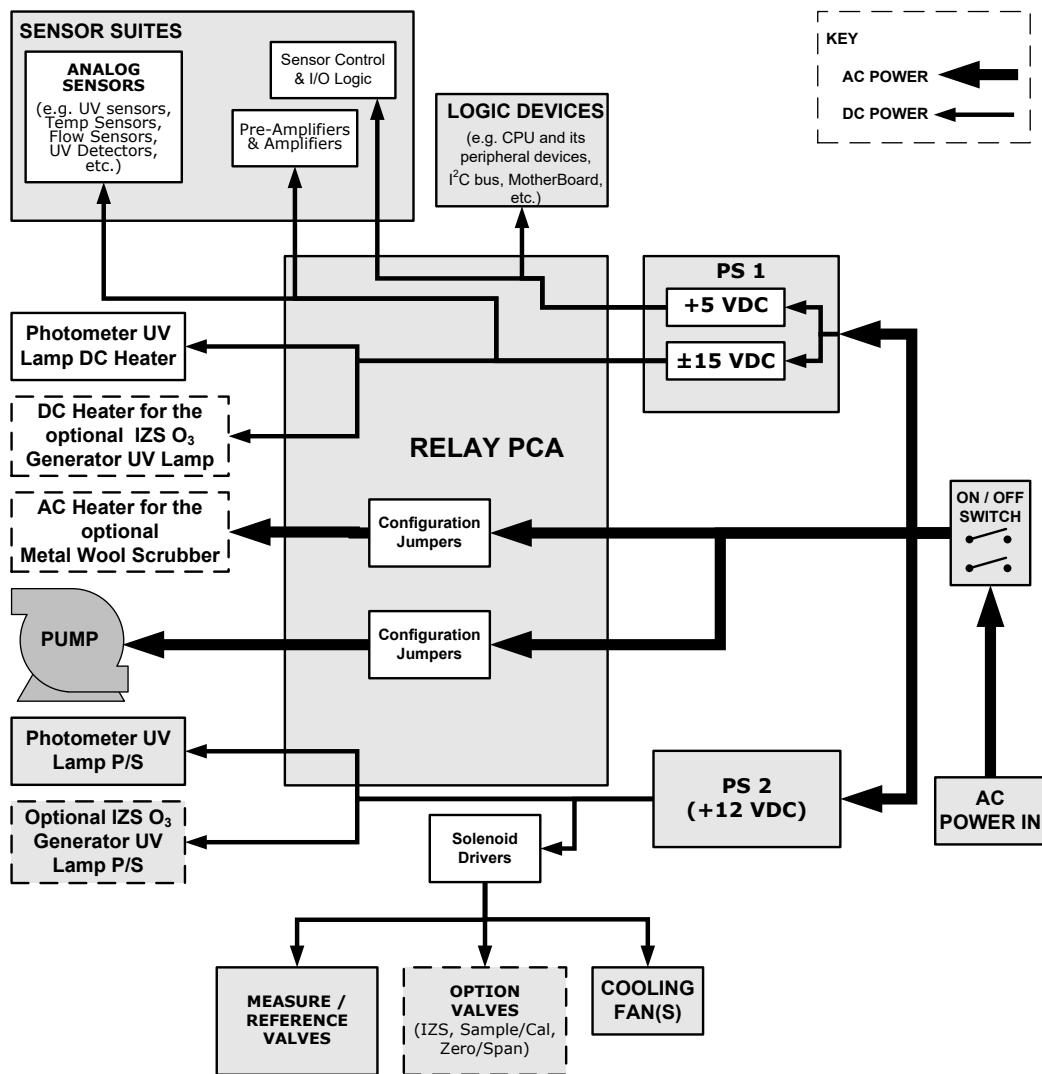 SENSOR SUITES
ANALOG
SENSORS
(e.g. UV sensors,
Temp Sensors,
Flow Sensors,
UV Detectors,
etc.)
Sensor Control
& I/O Logic
Pre-Amplifiers
& Amplifiers
LOGIC DEVICES
(e.g. CPU and its
peripheral devices,
I²C bus, MotherBoard,
etc.)
KEY
AC POWER
DC POWER
PS 1
+5 VDC
±15 VDC
Photometer UV
Lamp DC Heater
DC Heater for the
optional IZS O₃
Generator UV Lamp
AC Heater for the
optional
Metal Wool Scrubber
RELAY PCA
Configuration
Jumpers
ON / OFF
SWITCH
PUMP
Configuration
Jumpers
Photometer UV
Lamp P/S
Optional IZS O₃
Generator UV
Lamp P/S
PS 2
(+12 VDC)
AC
POWER IN
Solenoid
Drivers
MEASURE /
REFERENCE
VALVES
OPTION
VALVES
(IZS, Sample/Cal,
Zero/Span)
COOLING
FAN(S)